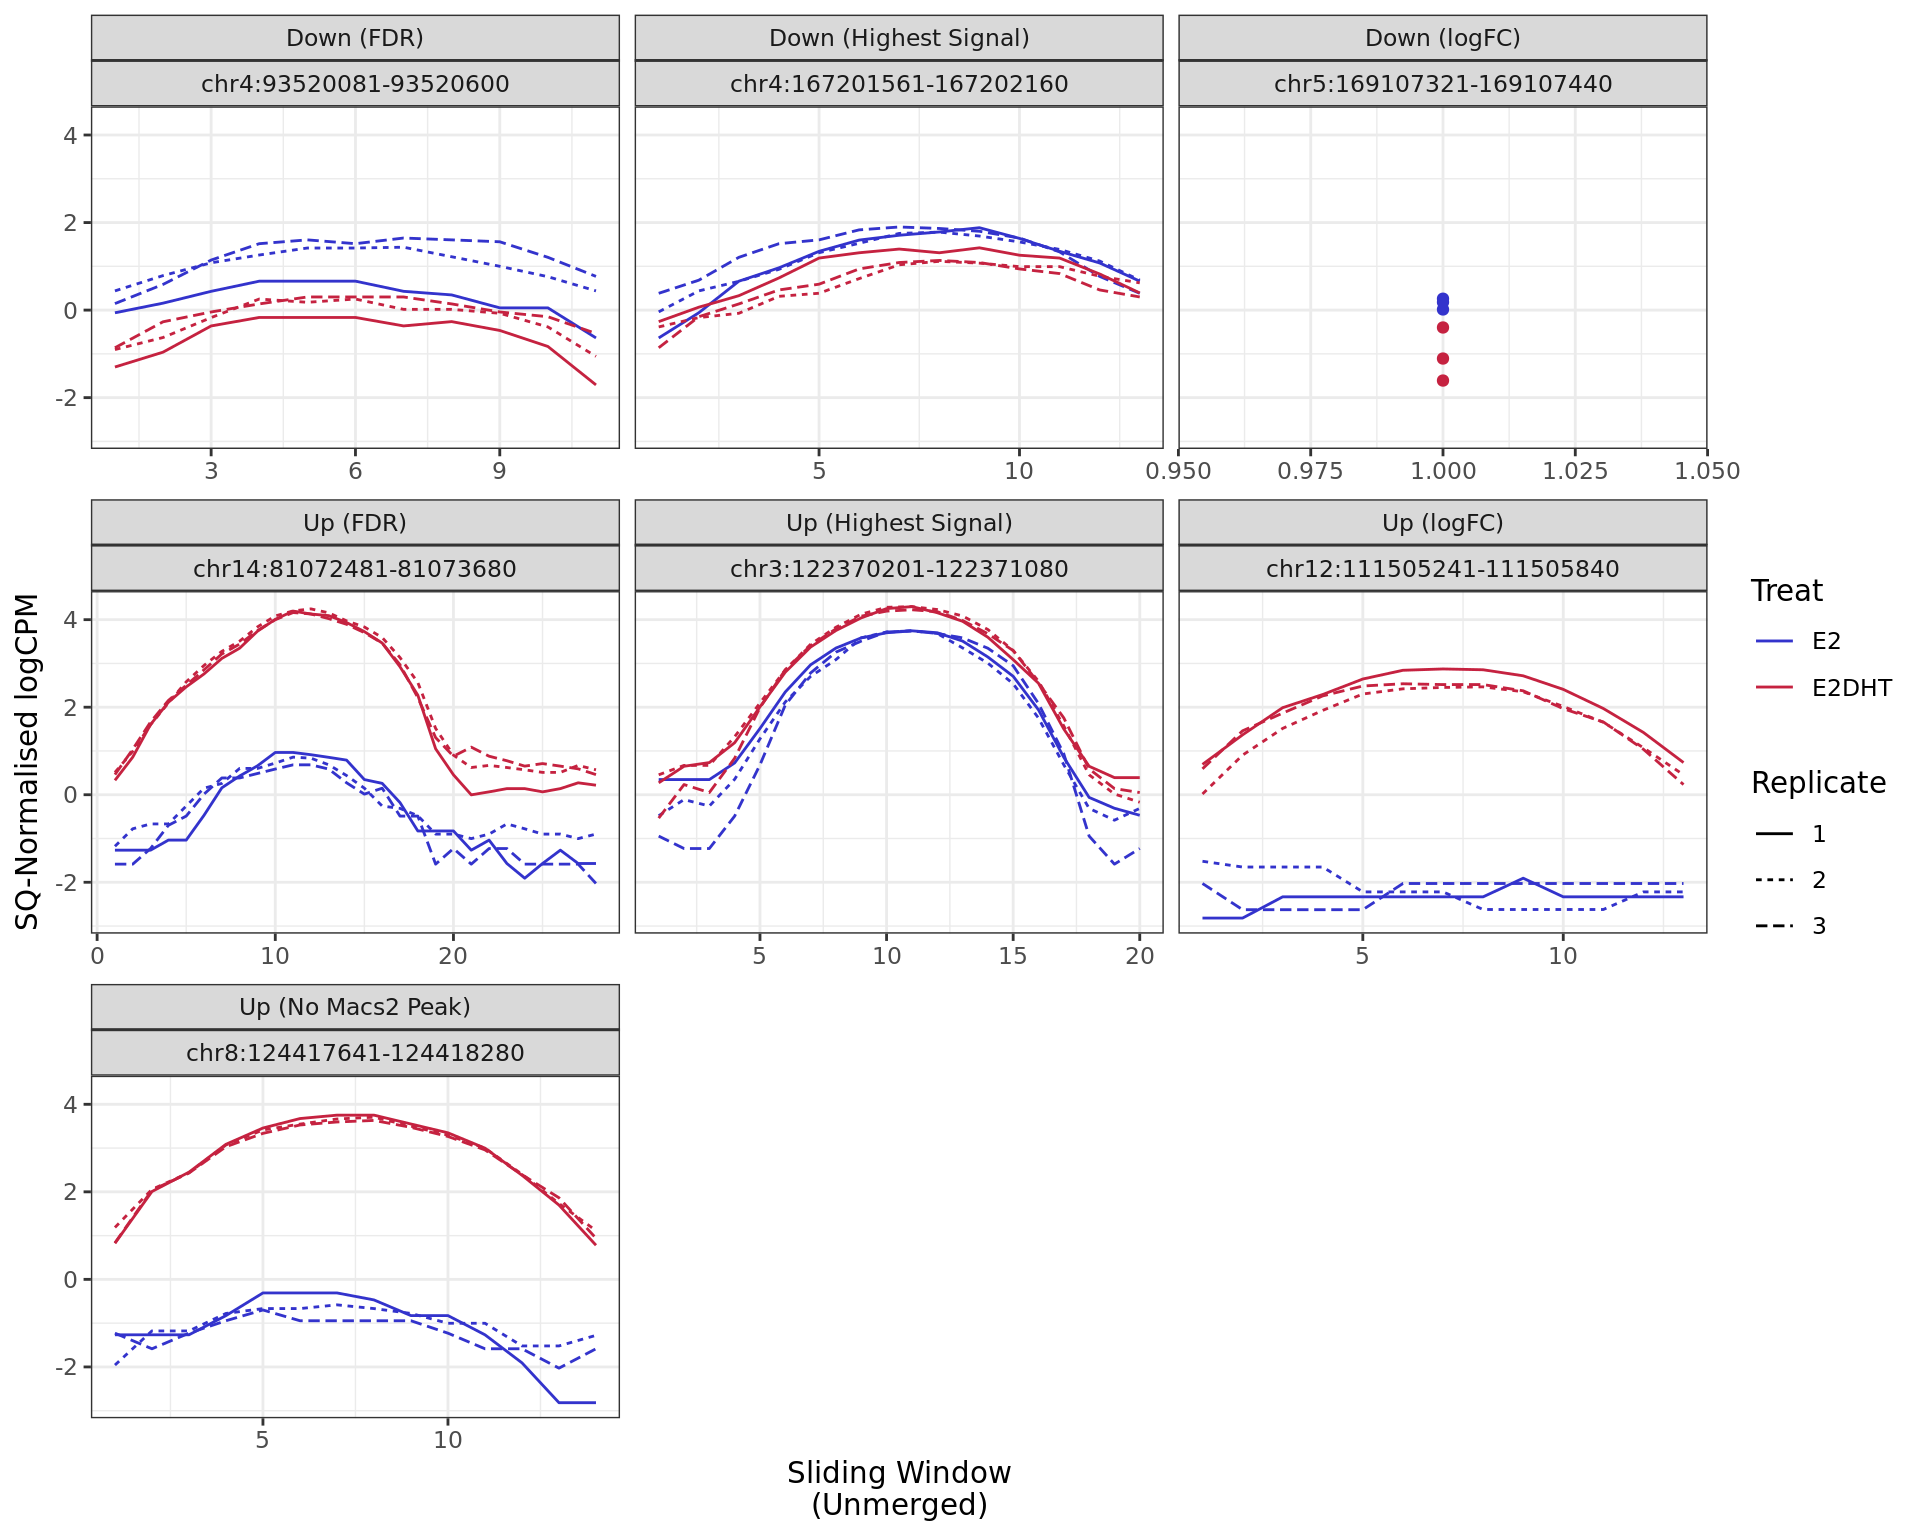 Down (FDR)
Down (Highest Signal)
Down (logFC)
chr4:93520081-93520600
chr4:167201561-167202160
chr5:169107321-169107440
4
2
0
-2
3
6
9
5
10
0.950
0.975
1.000
1.025
1.050
Up (FDR)
Up (Highest Signal)
Up (logFC)
chr14:81072481-81073680
chr3:122370201-122371080
chr12:111505241-111505840
4
2
0
-2
0
10
20
5
10
15
20
5
10
Up (No Macs2 Peak)
chr8:124417641-124418280
4
2
0
-2
5
10
SQ-Normalised logCPM
Sliding Window
(Unmerged)
Treat
E2
E2DHT
Replicate
1
2
3